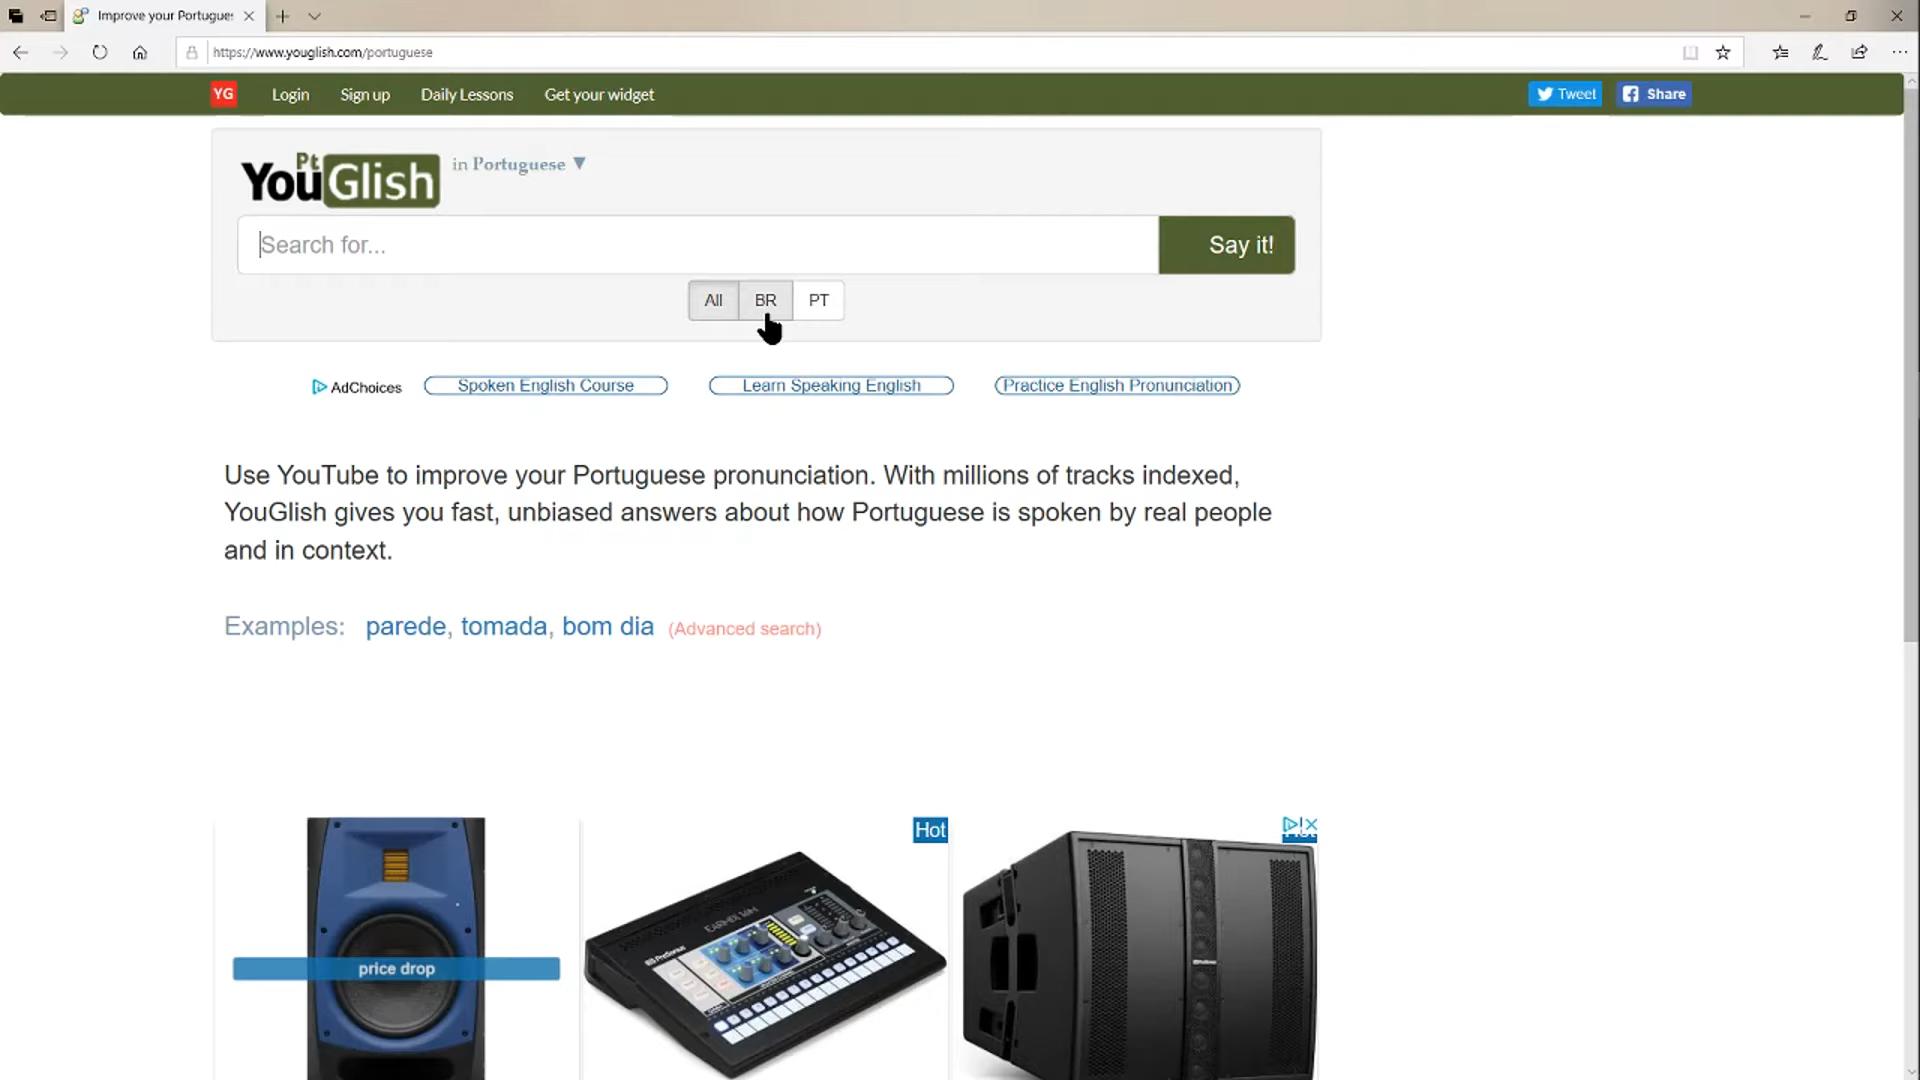 Improve your Portugue
https://www.youglish.com/portuguese
YG Login Sign up Daily Lessons Get your widget Tweet Share
YouGlish Pt in Portuguese ▼
Search for... Say it!
All BR PT
AdChoices Spoken English Course Learn Speaking English Practice English Pronunciation
Use YouTube to improve your Portuguese pronunciation. With millions of tracks indexed,
YouGlish gives you fast, unbiased answers about how Portuguese is spoken by real people
and in context.
Examples: parede, tomada, bom dia (Advanced search)
Hot
price drop
PreSonus
EARMIX 16M